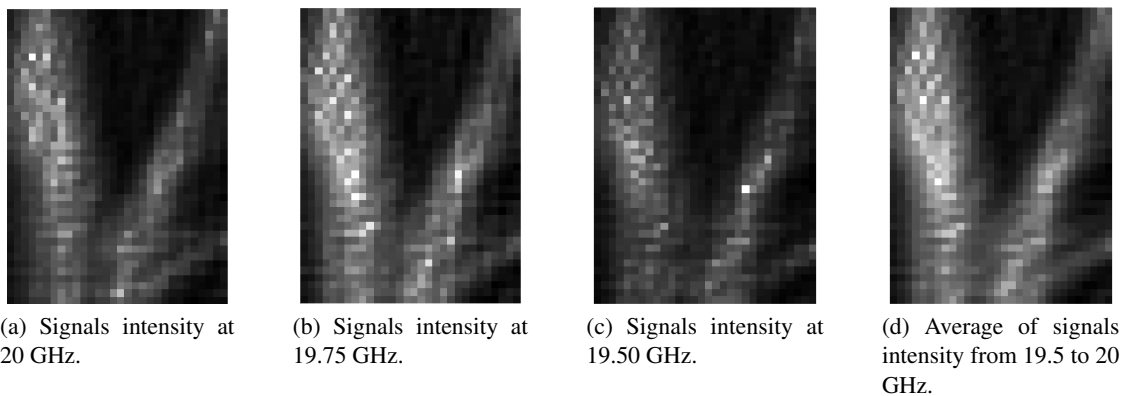 (a) Signals intensity at
20 GHz.
(b) Signals intensity at
19.75 GHz.
(c) Signals intensity at
19.50 GHz.
(d) Average of signals
intensity from 19.5 to 20
GHz.